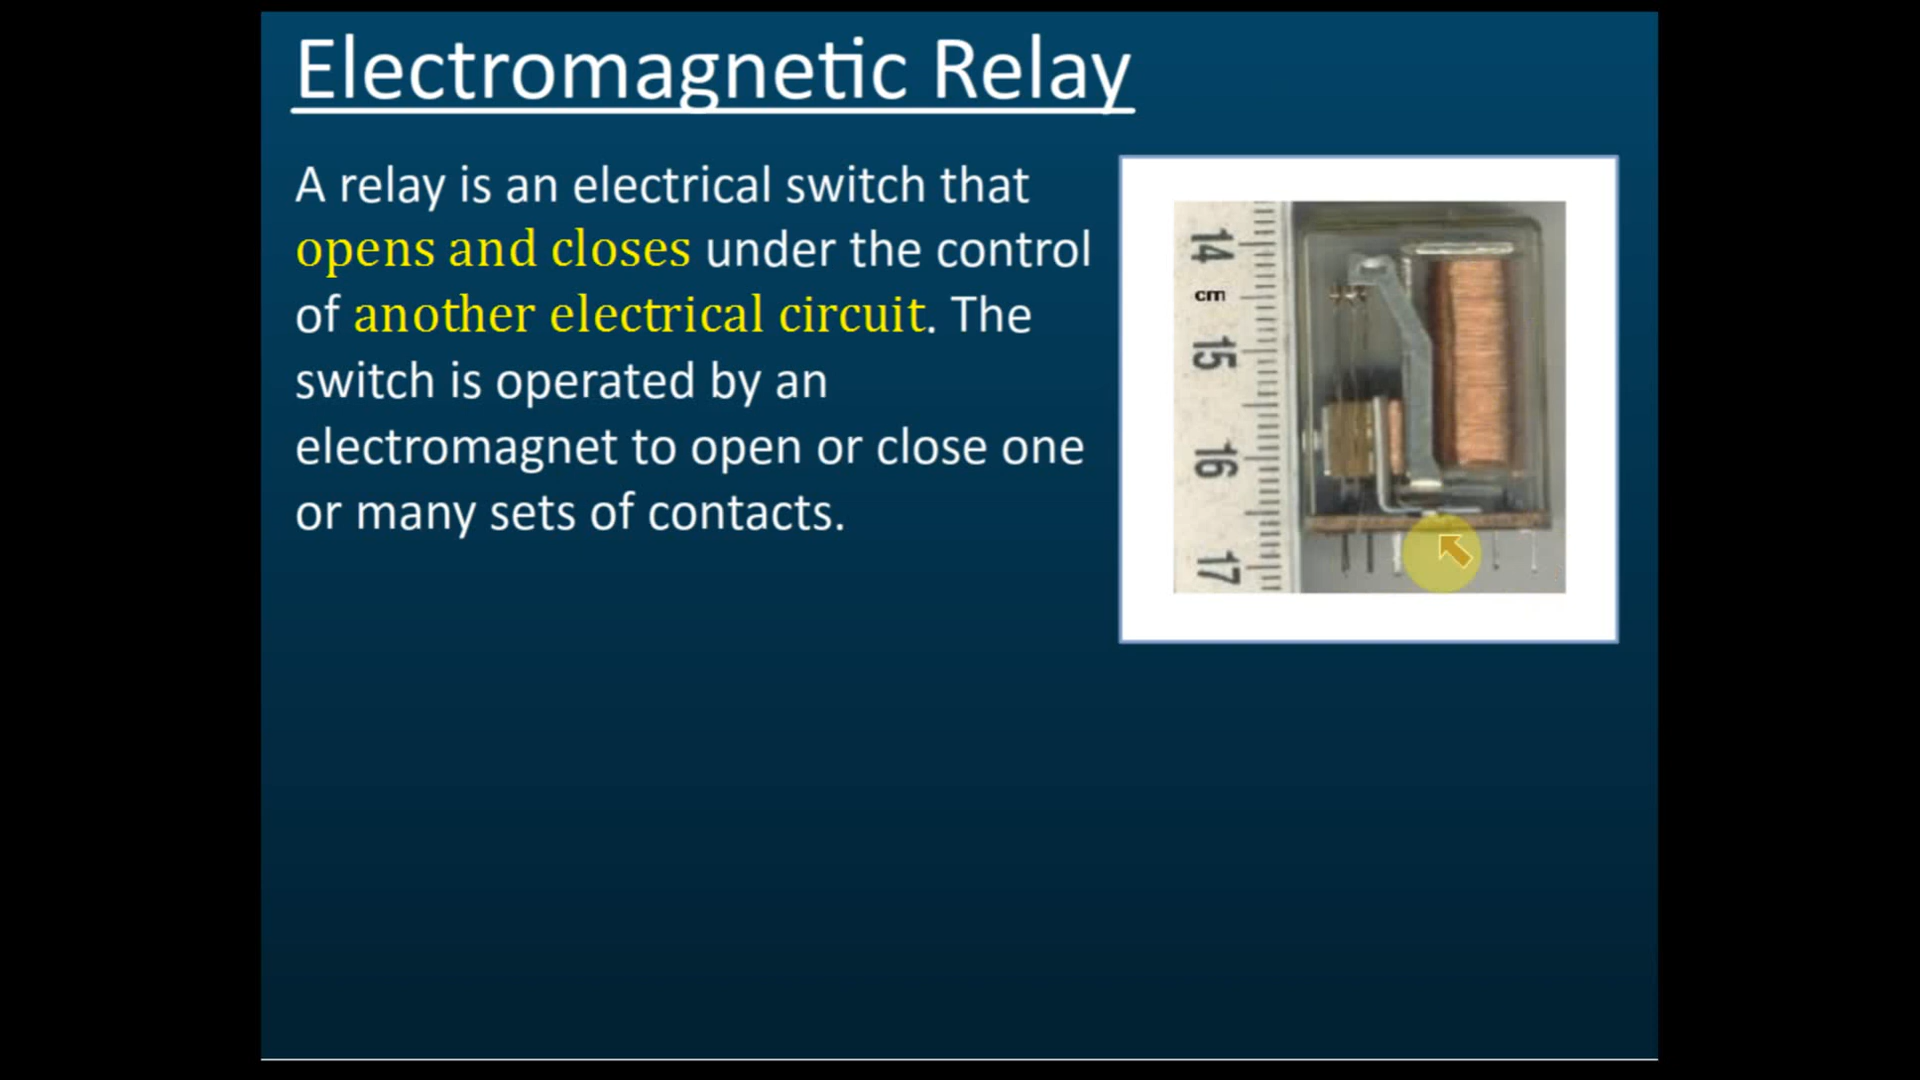 Electromagnetic Relay
A relay is an electrical switch that
opens and closes under the control
of another electrical circuit. The
switch is operated by an
electromagnet to open or close one
or many sets of contacts.
14
cm
15
16
17